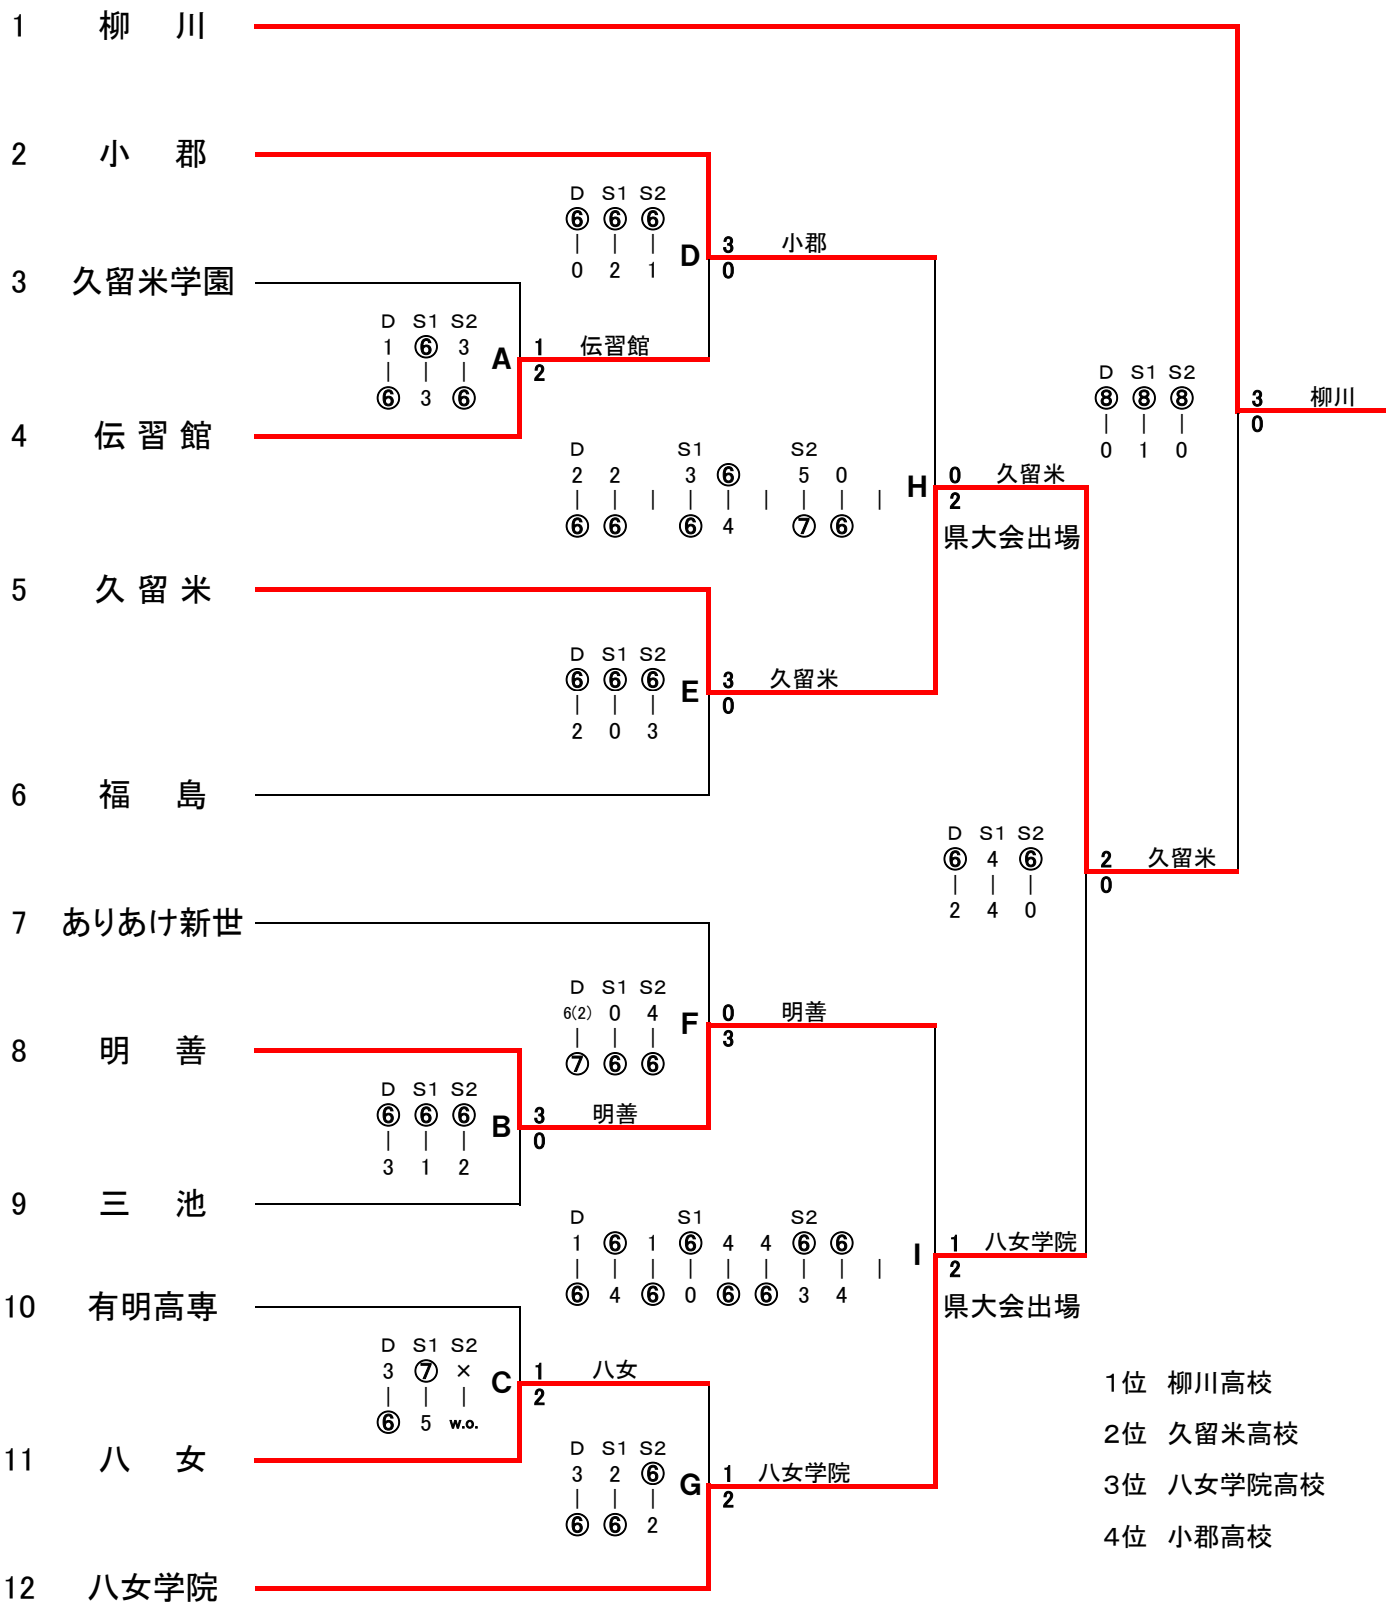 1 柳 川
2 小 郡
D S1 S2
⑥ ⑥ ⑥
| | |
0 2 1
D
3 小郡
0
3 久留米学園
D S1 S2
1 ⑥ 3
| | |
⑥ 3 ⑥
A
1 伝習館
2
4 伝 習 館
D S1 S2
2 2 3 ⑥ 5 0
| | | | | | | | |
⑥ ⑥ ⑥ 4 ⑦ ⑥
H
0 久留米
2
県大会出場
D S1 S2
⑧ ⑧ ⑧
| | |
0 1 0
3 柳川
0
5 久 留 米
D S1 S2
⑥ ⑥ ⑥
| | |
2 0 3
E
3 久留米
0
6 福 島
D S1 S2
⑥ 4 ⑥
| | |
2 4 0
2 久留米
0
7 ありあけ新世
D S1 S2
6(2) 0 4
| | |
⑦ ⑥ ⑥
F
0 明善
3
8 明 善
D S1 S2
⑥ ⑥ ⑥
| | |
3 1 2
B
3 明善
0
9 三 池
D S1 S2
1 ⑥ 1 ⑥ 4 4 ⑥ ⑥
| | | | | | | | |
⑥ 4 ⑥ 0 ⑥ ⑥ 3 4
I
1 八女学院
2
県大会出場
10 有明高専
D S1 S2
3 ⑦ ×
| | |
⑥ 5 w.o.
C
1 八女
2
11 八 女
D S1 S2
3 2 ⑥
| | |
⑥ ⑥ 2
G
1 八女学院
2
12 八女学院
1位 柳川高校
2位 久留米高校
3位 八女学院高校
4位 小郡高校